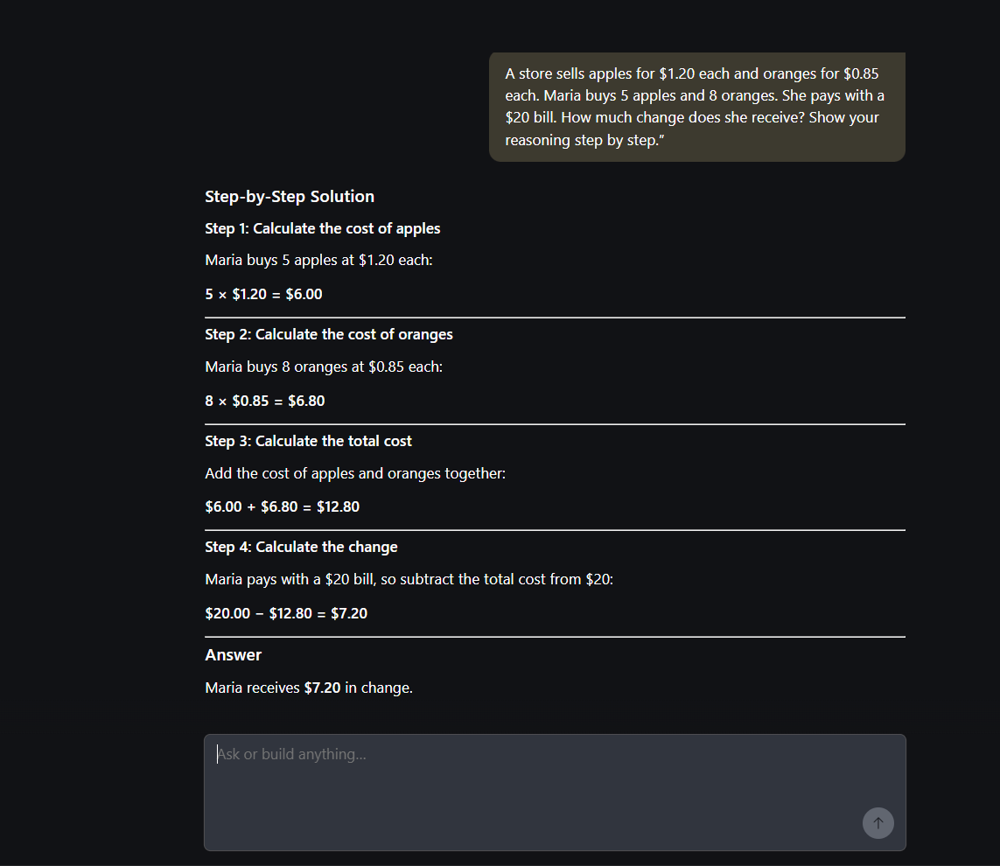 A store sells apples for $1.20 each and oranges for $0.85
each. Maria buys 5 apples and 8 oranges. She pays with a
$20 bill. How much change does she receive? Show your
reasoning step by step.”
Step-by-Step Solution
Step 1: Calculate the cost of apples
Maria buys 5 apples at $1.20 each:
5 × $1.20 = $6.00
Step 2: Calculate the cost of oranges
Maria buys 8 oranges at $0.85 each:
8 × $0.85 = $6.80
Step 3: Calculate the total cost
Add the cost of apples and oranges together:
$6.00 + $6.80 = $12.80
Step 4: Calculate the change
Maria pays with a $20 bill, so subtract the total cost from $20:
$20.00 − $12.80 = $7.20
Answer
Maria receives $7.20 in change.
Ask or build anything...